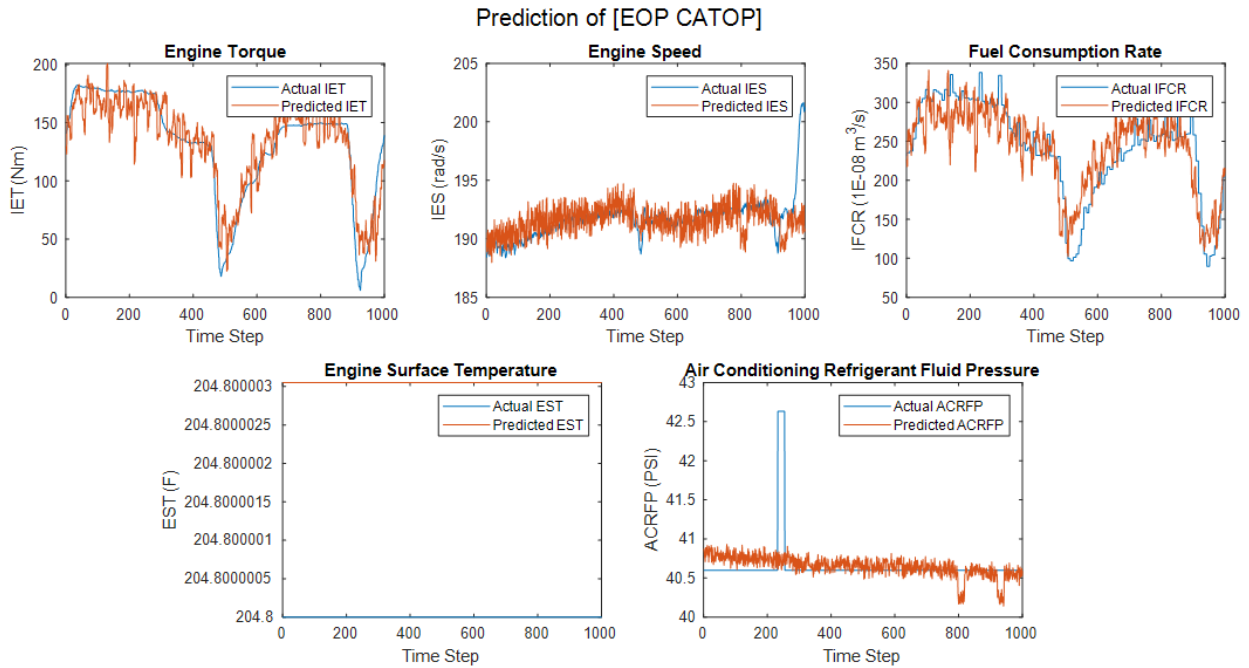 Prediction of [EOP CATOP]
Engine Torque
200
150
100
50
0
IET (Nm)
Actual IET
Predicted IET
0 200 400 600 800 1000
Time Step
Engine Speed
205
200
195
190
185
IES (rad/s)
Actual IES
Predicted IES
0 200 400 600 800 1000
Time Step
Fuel Consumption Rate
350
300
250
200
150
100
50
IFCR (1E-08 m³/s)
Actual IFCR
Predicted IFCR
0 200 400 600 800 1000
Time Step
Engine Surface Temperature
204.800003
204.8000025
204.800002
204.8000015
204.800001
204.8000005
204.8
EST (F)
Actual EST
Predicted EST
0 200 400 600 800 1000
Time Step
Air Conditioning Refrigerant Fluid Pressure
43
42.5
42
41.5
41
40.5
40
ACRFP (PSI)
Actual ACRFP
Predicted ACRFP
0 200 400 600 800 1000
Time Step